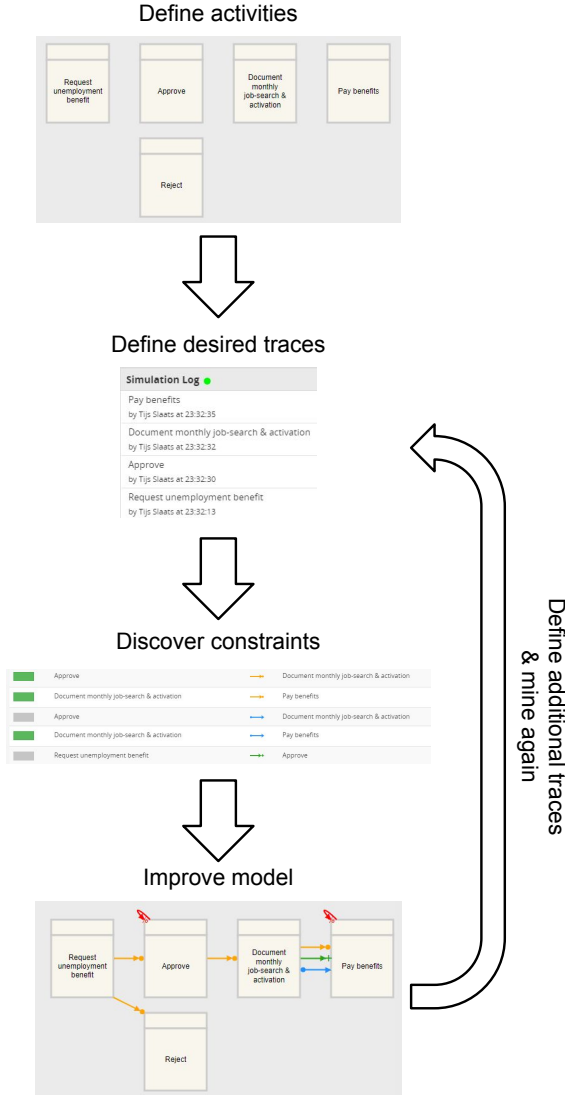 Define activities
Request
unemployment
benefit
Approve
Document
monthly
job-search &
activation
Pay benefits
Reject
Define desired traces
Simulation Log
Pay benefits
by Tijs Slaats at 23:32:35
Document monthly job-search & activation
by Tijs Slaats at 23:32:32
Approve
by Tijs Slaats at 23:32:30
Request unemployment benefit
by Tijs Slaats at 23:32:13
Discover constraints
Approve Document monthly job-search & activation
Document monthly job-search & activation Pay benefits
Approve Document monthly job-search & activation
Document monthly job-search & activation Pay benefits
Request unemployment benefit Approve
Improve model
Request
unemployment
benefit
Approve
Document
monthly
job-search &
activation
Pay benefits
Reject
Define additional traces
& mine again